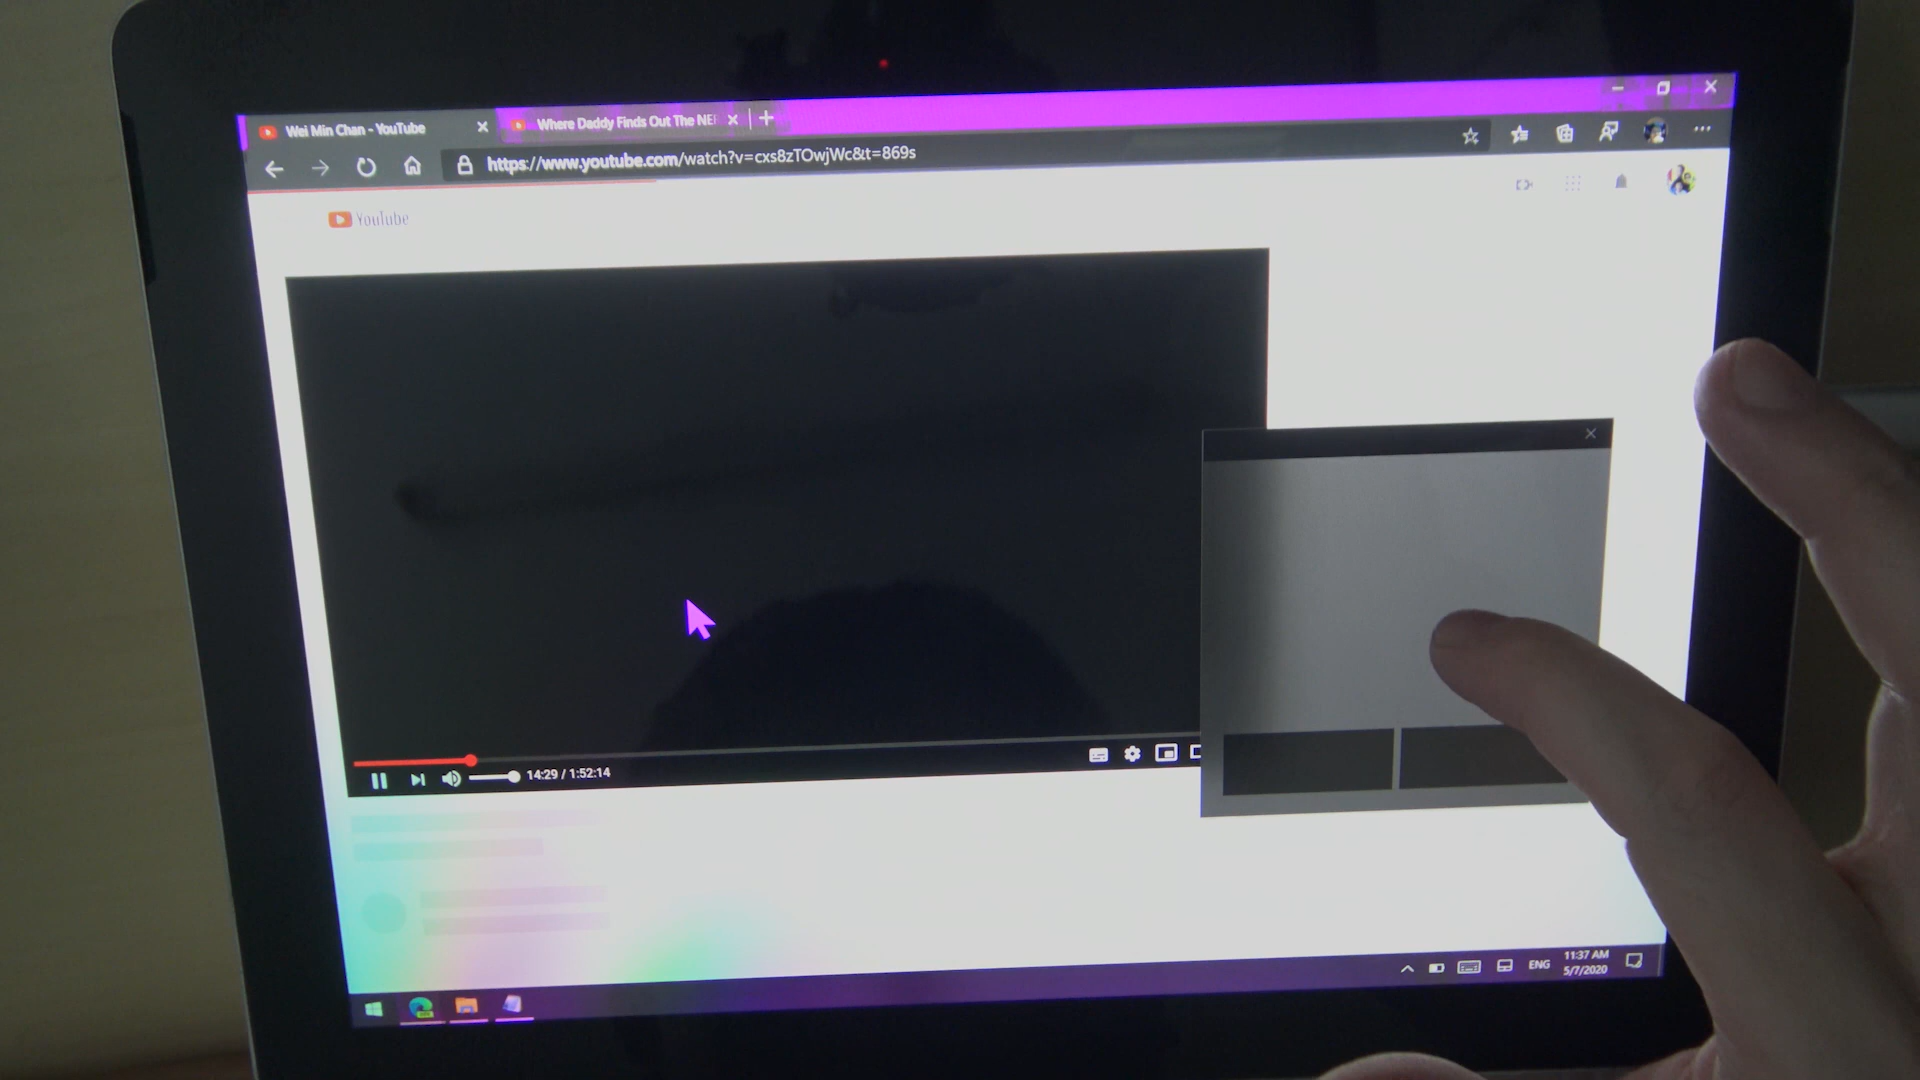 Wei Min Chan - YouTube
Where Daddy Finds Out The NE
https://www.youtube.com/watch?v=cxs8zTOwjWc&t=869s
YouTube
14:29 / 1:52:14
ENG
11:37 AM
5/7/2020